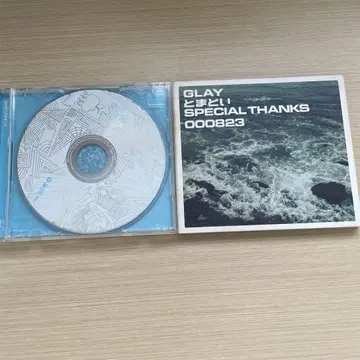 GLAY
とまどい
SPECIAL THANKS
000823